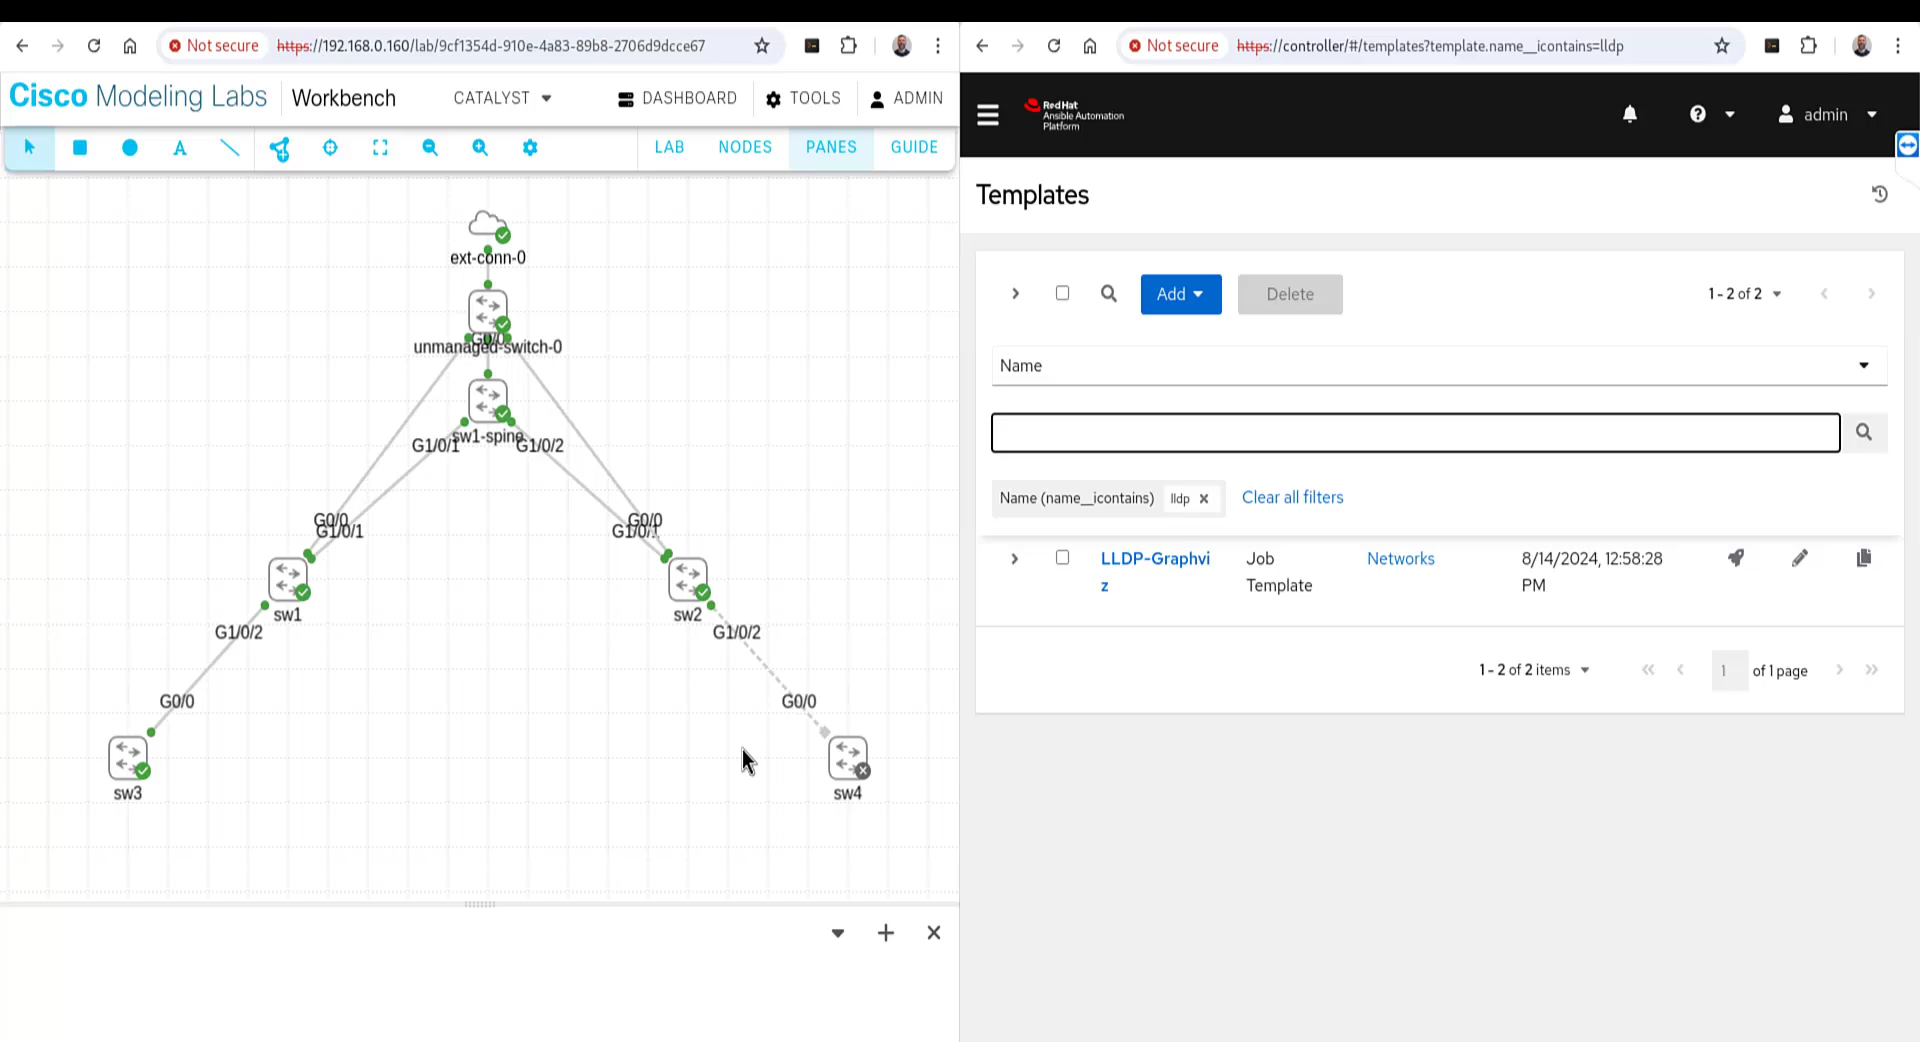 Not secure https://192.168.0.160/lab/9cf1354d-910e-4a83-89b8-2706d9dcce67
Cisco Modeling Labs Workbench CATALYST DASHBOARD TOOLS ADMIN
A LAB NODES PANES GUIDE
ext-conn-0
G0/0
unmanaged-switch-0
sw1-spine
G1/0/1 G1/0/2
G0/0 G0/0
G1/0/1 G1/0/1
sw1 sw2
G1/0/2 G1/0/2
G0/0 G0/0
sw3 sw4
Not secure https://controller/#/templates?template.name__icontains=lldp
Red Hat
Ansible Automation
Platform
admin
Templates
Add Delete 1 - 2 of 2
Name
Name (name__icontains) lldp Clear all filters
LLDP-Graphvi Job Networks 8/14/2024, 12:58:28
z Template PM
1 - 2 of 2 items 1 of 1 page